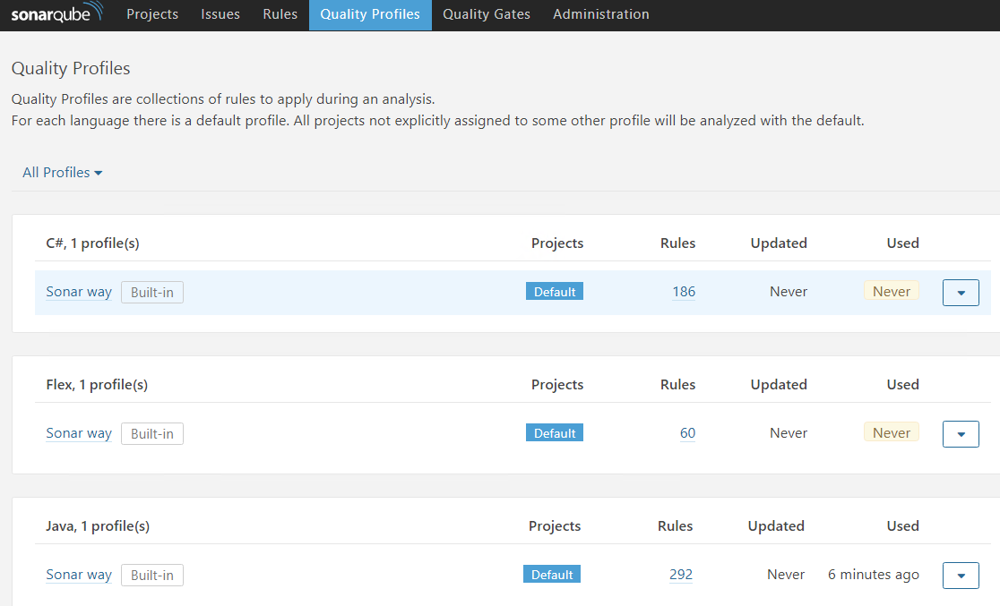 sonarqube Projects Issues Rules Quality Profiles Quality Gates Administration
Quality Profiles
Quality Profiles are collections of rules to apply during an analysis.
For each language there is a default profile. All projects not explicitly assigned to some other profile will be analyzed with the default.
All Profiles
C#, 1 profile(s) Projects Rules Updated Used
Sonar way Built-in Default 186 Never Never
Flex, 1 profile(s) Projects Rules Updated Used
Sonar way Built-in Default 60 Never Never
Java, 1 profile(s) Projects Rules Updated Used
Sonar way Built-in Default 292 Never 6 minutes ago